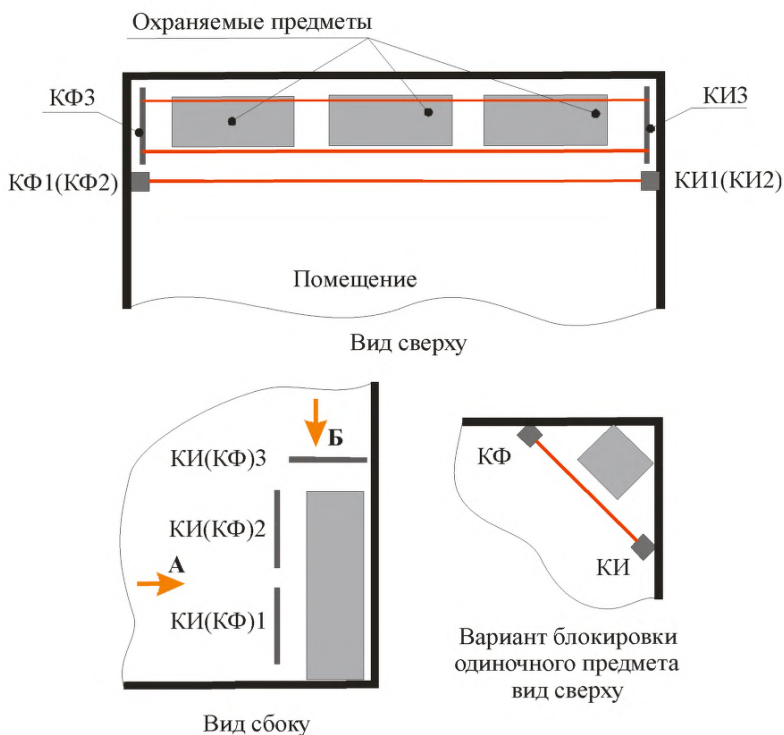 Охраняемые предметы
КФ3
КИ3
КФ1(КФ2)
КИ1(КИ2)
Помещение
Вид сверху
Б
КИ(КФ)3
КИ(КФ)2
А
КИ(КФ)1
Вид сбоку
КФ
КИ
Вариант блокировки
одиночного предмета
вид сверху